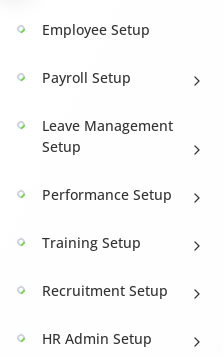 Employee Setup
Payroll Setup
Leave Management
Setup
Performance Setup
Training Setup
Recruitment Setup
HR Admin Setup